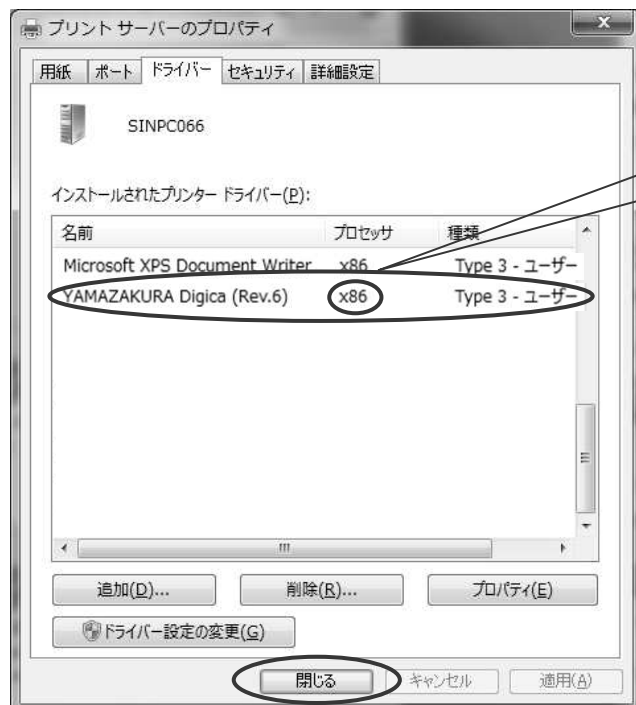 プリント サーバーのプロパティ
用紙 ポート ドライバー セキュリティ 詳細設定
SINPC066
インストールされたプリンター ドライバー(P):
名前 プロセッサ 種類
Microsoft XPS Document Writer x86 Type 3 - ユーザー
YAMAZAKURA Digica (Rev.6) x86 Type 3 - ユーザー
追加(D)... 削除(R)... プロパティ(E)
ドライバー設定の変更(G)
閉じる キャンセル 適用(A)